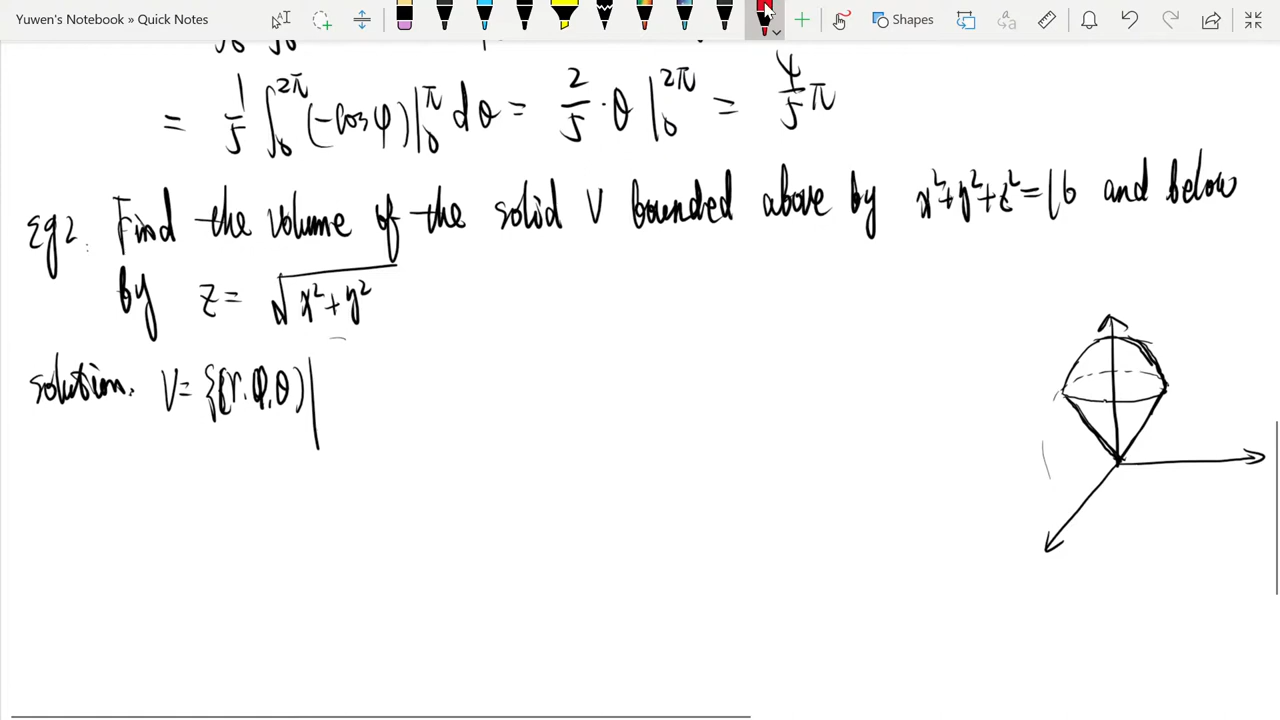 Yuwen's Notebook » Quick Notes
Shapes
= 1/5 ∫₀^2π (-cos φ)|₀^π dθ = 2/5 · θ|₀^2π = 4/5 π
Eg 2. Find the volume of the solid V bounded above by x²+y²+z²=16 and below
by z = √(x²+y²)
solution. V = {(r, φ, θ)|